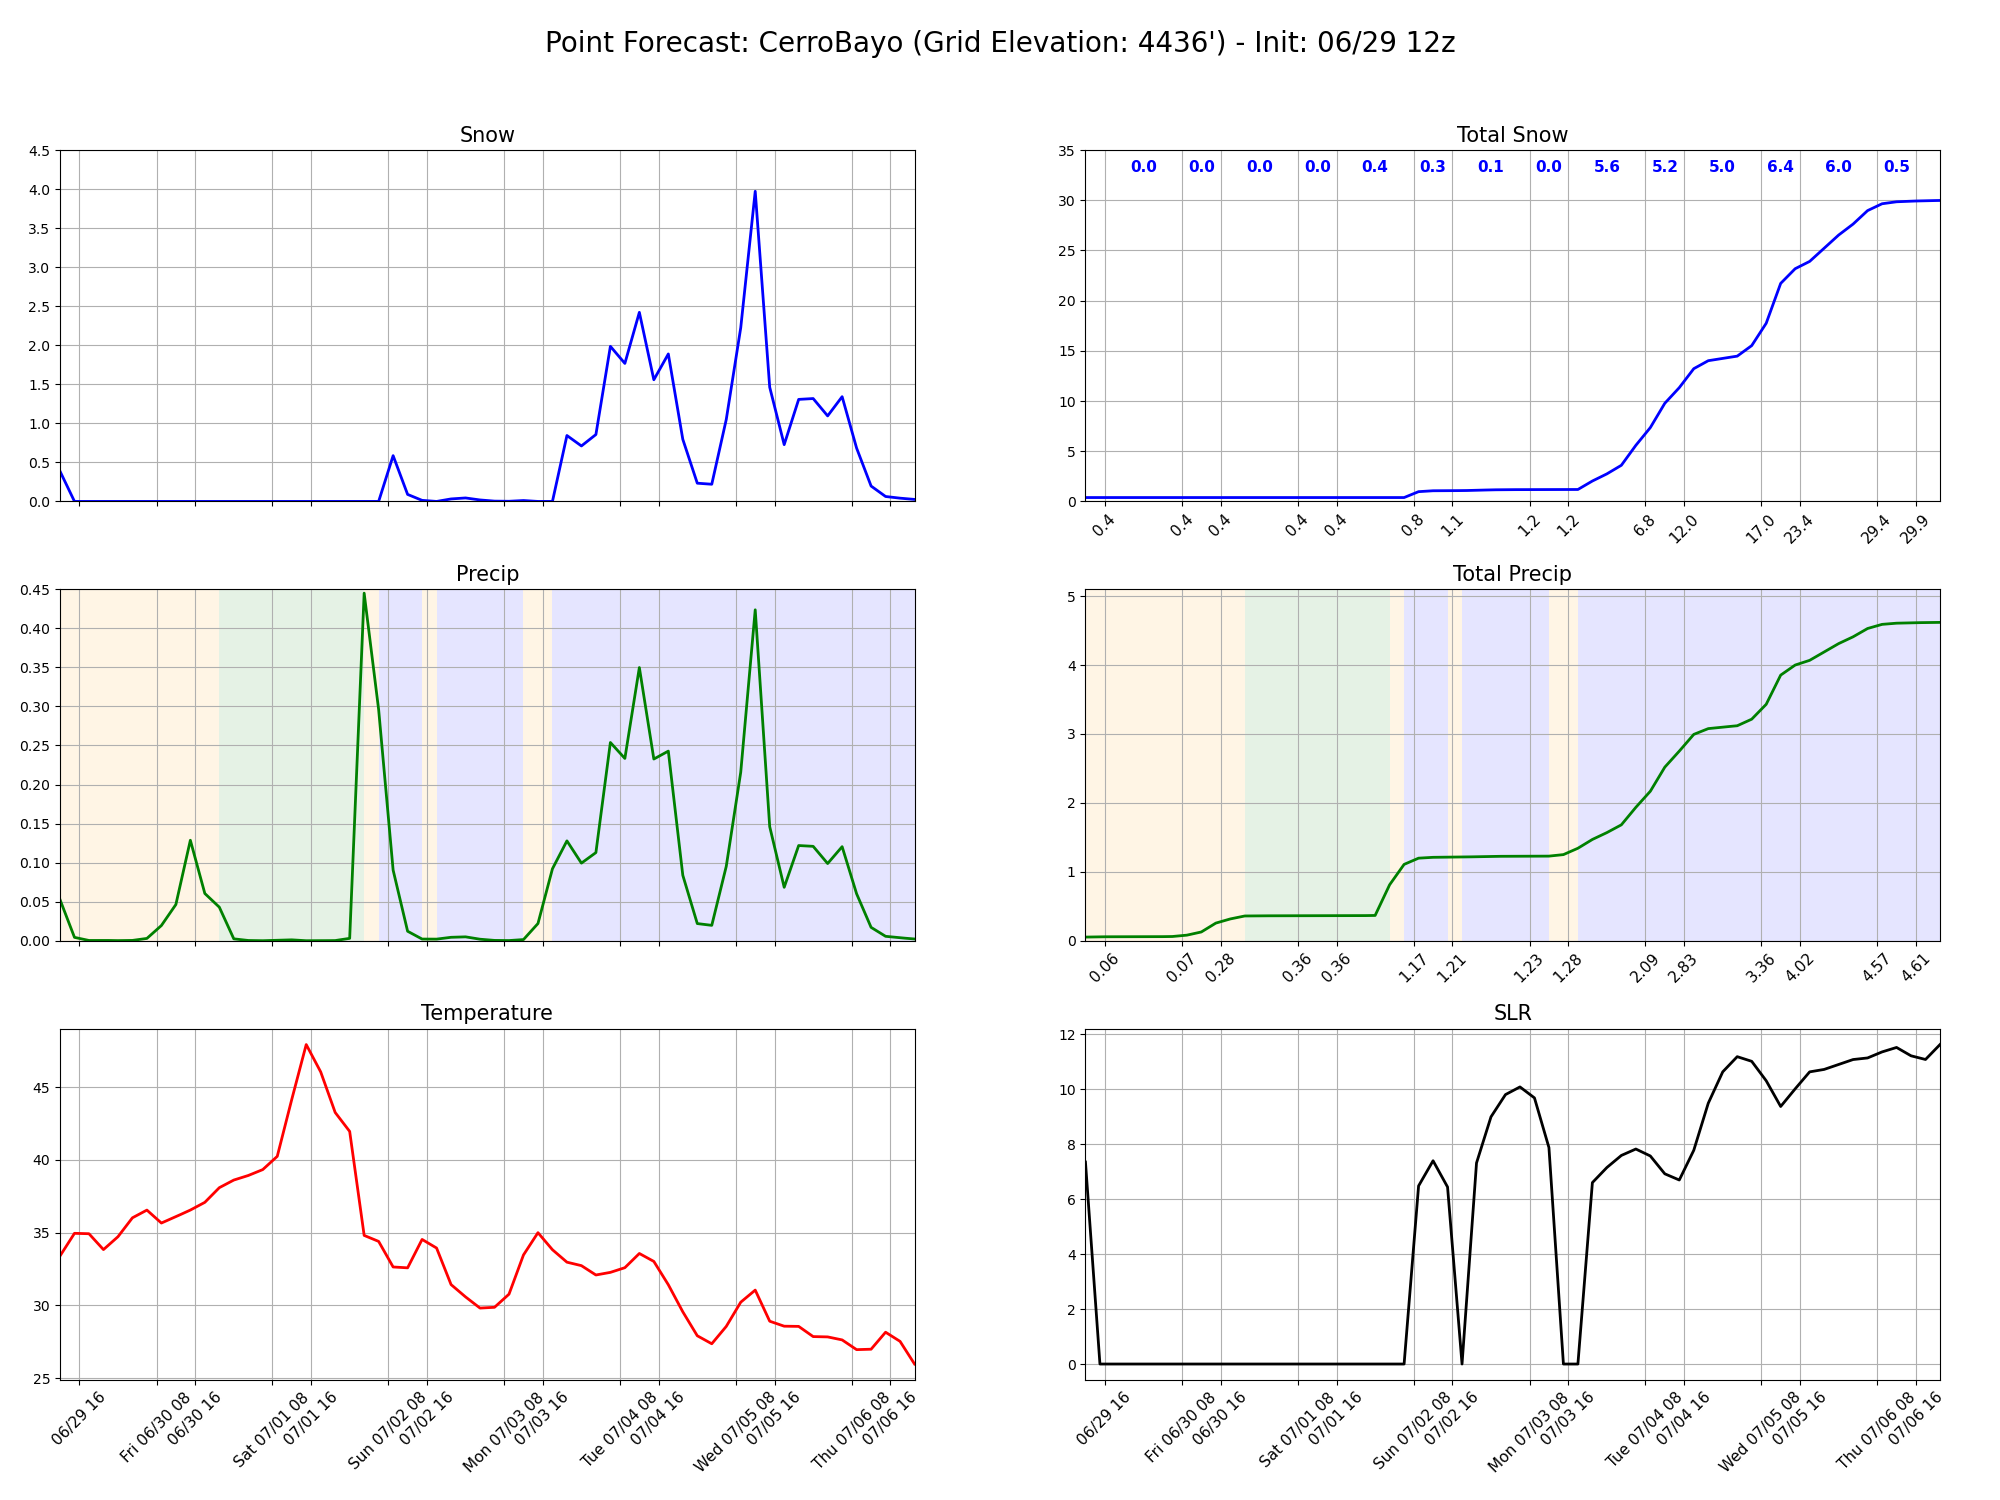 Point Forecast: CerroBayo (Grid Elevation: 4436') - Init: 06/29 12z
Snow
4.5
4.0
3.5
3.0
2.5
2.0
1.5
1.0
0.5
0.0
Total Snow
35
30
25
20
15
10
5
0
0.0 0.0 0.0 0.0 0.4 0.3 0.1 0.0 5.6 5.2 5.0 6.4 6.0 0.5
0.4 0.4 0.4 0.4 0.4 0.8 1.1 1.2 1.2 6.8 12.0 17.0 23.4 29.4 29.9
Precip
0.45
0.40
0.35
0.30
0.25
0.20
0.15
0.10
0.05
0.00
Total Precip
5
4
3
2
1
0
0.06 0.07 0.28 0.36 0.36 1.17 1.21 1.23 1.28 2.09 2.83 3.36 4.02 4.57 4.61
Temperature
45
40
35
30
25
06/29 16
Fri 06/30 08
06/30 16
Sat 07/01 08
07/01 16
Sun 07/02 08
07/02 16
Mon 07/03 08
07/03 16
Tue 07/04 08
07/04 16
Wed 07/05 08
07/05 16
Thu 07/06 08
07/06 16
SLR
12
10
8
6
4
2
0
06/29 16
Fri 06/30 08
06/30 16
Sat 07/01 08
07/01 16
Sun 07/02 08
07/02 16
Mon 07/03 08
07/03 16
Tue 07/04 08
07/04 16
Wed 07/05 08
07/05 16
Thu 07/06 08
07/06 16